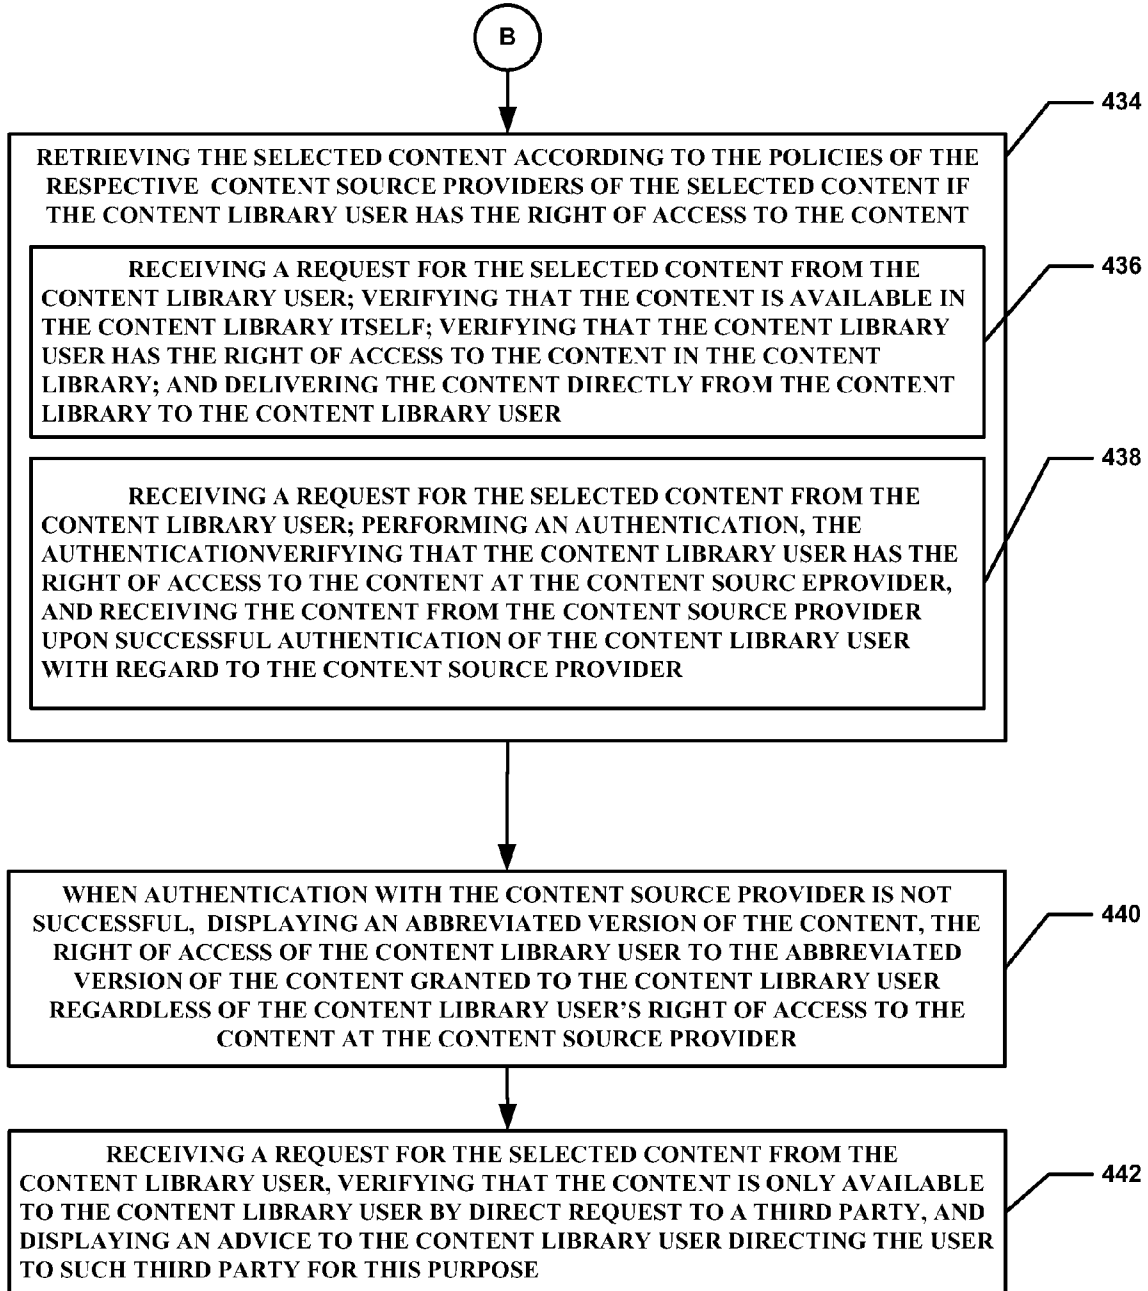 B
434
RETRIEVING THE SELECTED CONTENT ACCORDING TO THE POLICIES OF THE
RESPECTIVE CONTENT SOURCE PROVIDERS OF THE SELECTED CONTENT IF
THE CONTENT LIBRARY USER HAS THE RIGHT OF ACCESS TO THE CONTENT
436
RECEIVING A REQUEST FOR THE SELECTED CONTENT FROM THE
CONTENT LIBRARY USER; VERIFYING THAT THE CONTENT IS AVAILABLE IN
THE CONTENT LIBRARY ITSELF; VERIFYING THAT THE CONTENT LIBRARY
USER HAS THE RIGHT OF ACCESS TO THE CONTENT IN THE CONTENT
LIBRARY; AND DELIVERING THE CONTENT DIRECTLY FROM THE CONTENT
LIBRARY TO THE CONTENT LIBRARY USER
438
RECEIVING A REQUEST FOR THE SELECTED CONTENT FROM THE
CONTENT LIBRARY USER; PERFORMING AN AUTHENTICATION, THE
AUTHENTICATIONVERIFYING THAT THE CONTENT LIBRARY USER HAS THE
RIGHT OF ACCESS TO THE CONTENT AT THE CONTENT SOURC EPROVIDER,
AND RECEIVING THE CONTENT FROM THE CONTENT SOURCE PROVIDER
UPON SUCCESSFUL AUTHENTICATION OF THE CONTENT LIBRARY USER
WITH REGARD TO THE CONTENT SOURCE PROVIDER
440
WHEN AUTHENTICATION WITH THE CONTENT SOURCE PROVIDER IS NOT
SUCCESSFUL, DISPLAYING AN ABBREVIATED VERSION OF THE CONTENT, THE
RIGHT OF ACCESS OF THE CONTENT LIBRARY USER TO THE ABBREVIATED
VERSION OF THE CONTENT GRANTED TO THE CONTENT LIBRARY USER
REGARDLESS OF THE CONTENT LIBRARY USER'S RIGHT OF ACCESS TO THE
CONTENT AT THE CONTENT SOURCE PROVIDER
442
RECEIVING A REQUEST FOR THE SELECTED CONTENT FROM THE
CONTENT LIBRARY USER, VERIFYING THAT THE CONTENT IS ONLY AVAILABLE
TO THE CONTENT LIBRARY USER BY DIRECT REQUEST TO A THIRD PARTY, AND
DISPLAYING AN ADVICE TO THE CONTENT LIBRARY USER DIRECTING THE USER
TO SUCH THIRD PARTY FOR THIS PURPOSE